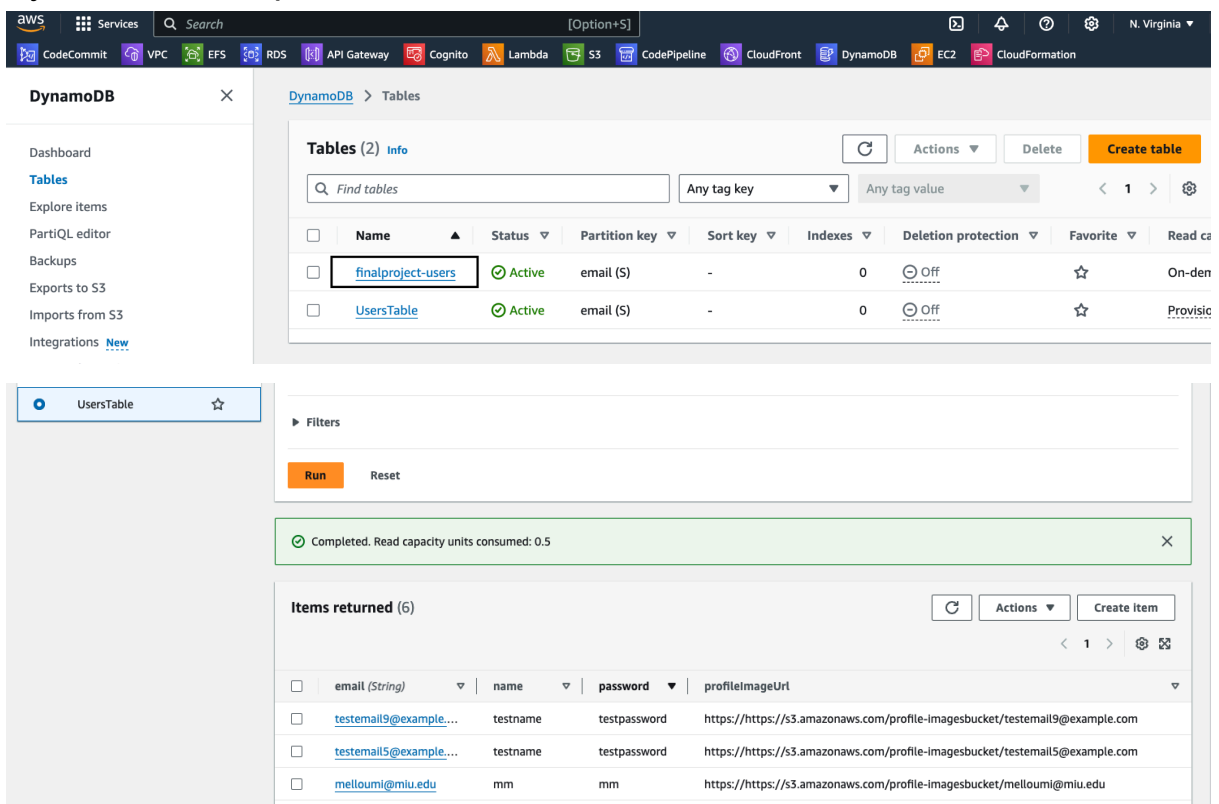 aws Services Search [Option+S] N. Virginia
CodeCommit VPC EFS RDS API Gateway Cognito Lambda S3 CodePipeline CloudFront DynamoDB EC2 CloudFormation
DynamoDB
Dashboard
Tables
Explore items
PartiQL editor
Backups
Exports to S3
Imports from S3
Integrations New
DynamoDB > Tables
Tables (2) Info Actions Delete Create table
Find tables Any tag key Any tag value 1
Name Status Partition key Sort key Indexes Deletion protection Favorite Read ca
finalproject-users Active email (S) - 0 Off On-dem
UsersTable Active email (S) - 0 Off Provisio
UsersTable
Filters
Run Reset
Completed. Read capacity units consumed: 0.5
Items returned (6) Actions Create item
1
email (String) name password profileImageUrl
testemail9@example.... testname testpassword https://https://s3.amazonaws.com/profile-imagesbucket/testemail9@example.com
testemail5@example.... testname testpassword https://https://s3.amazonaws.com/profile-imagesbucket/testemail5@example.com
melloumi@miu.edu mm mm https://https://s3.amazonaws.com/profile-imagesbucket/melloumi@miu.edu